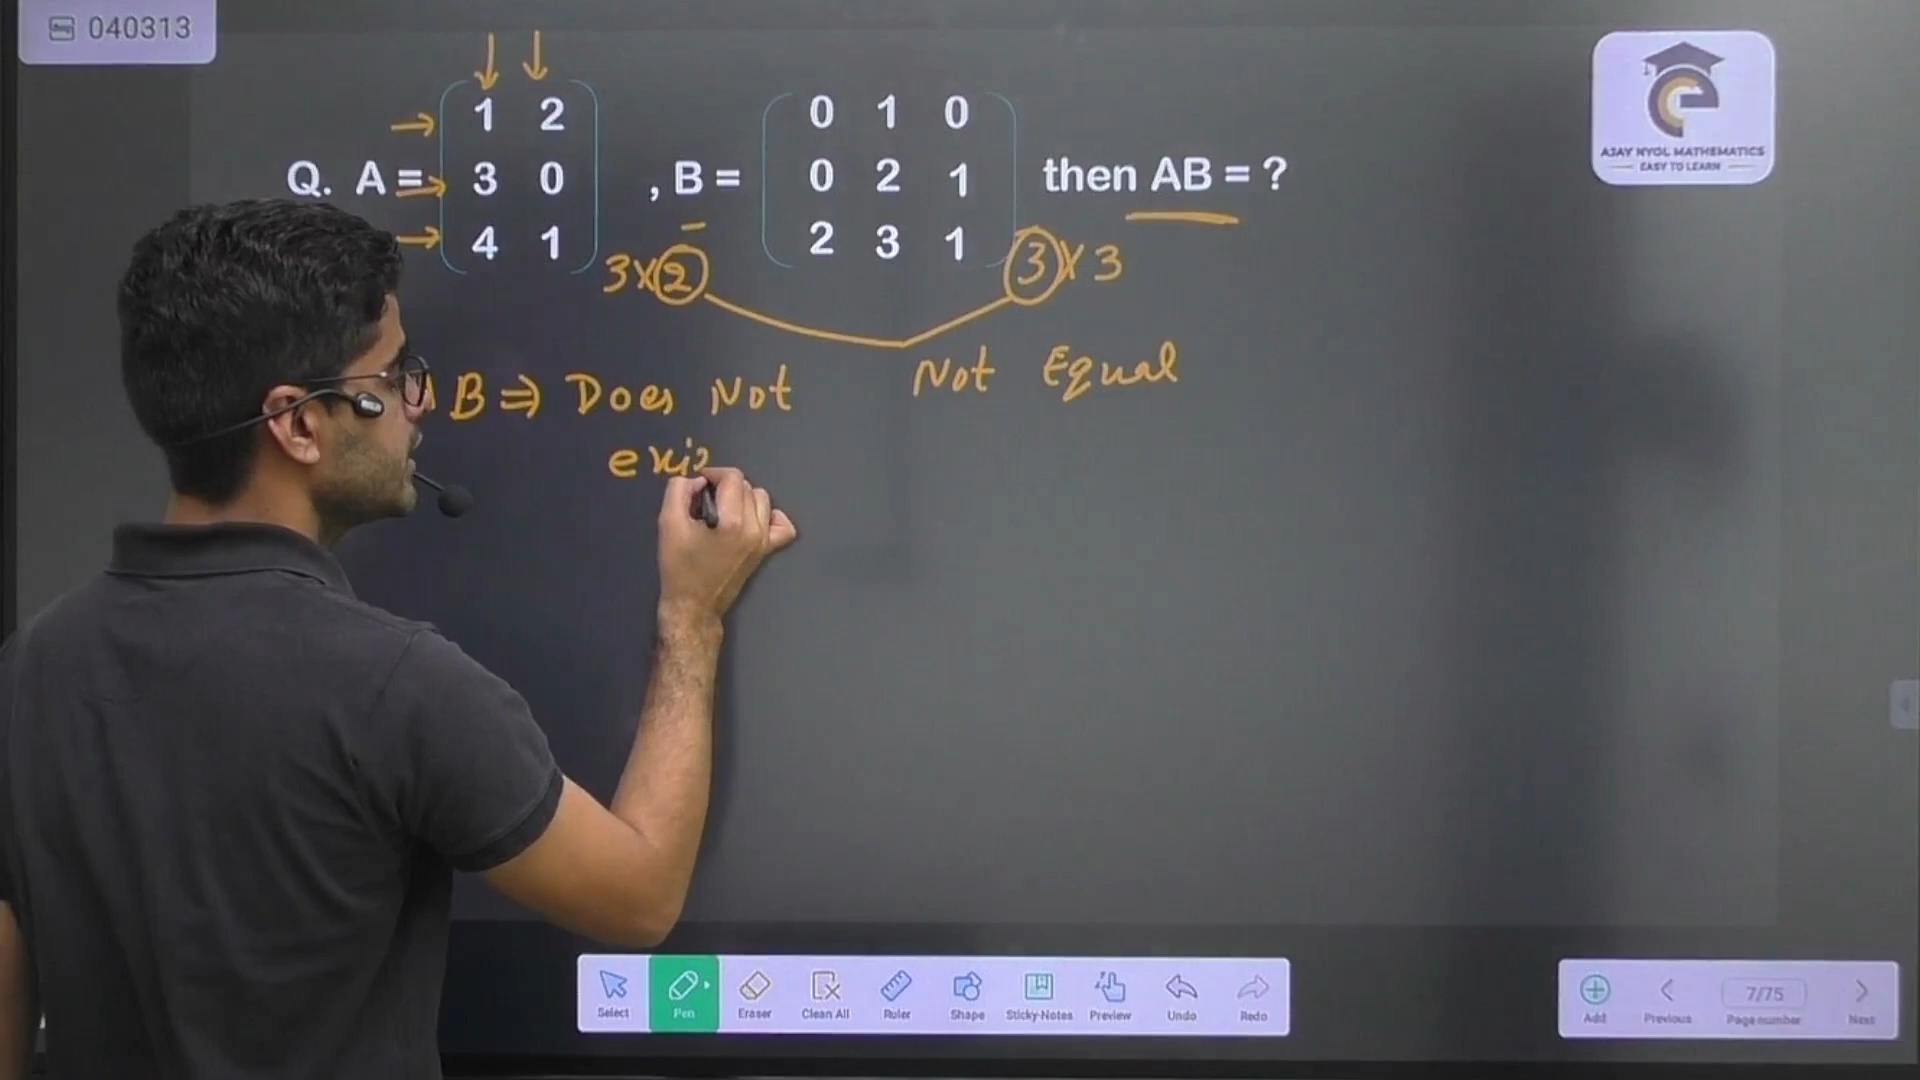 040313
Q. A = 1 2 3 0 4 1 , B = 0 1 0 0 2 1 2 3 1 then AB = ?
3×2
3×3
Not Equal
B ⇒ Does Not
exis
AJAY NYOL MATHEMATICS
EASY TO LEARN
Select Pen Eraser Clean All Ruler Shape Sticky-Notes Preview Undo Redo
Add Previous 7/75 Page number Next